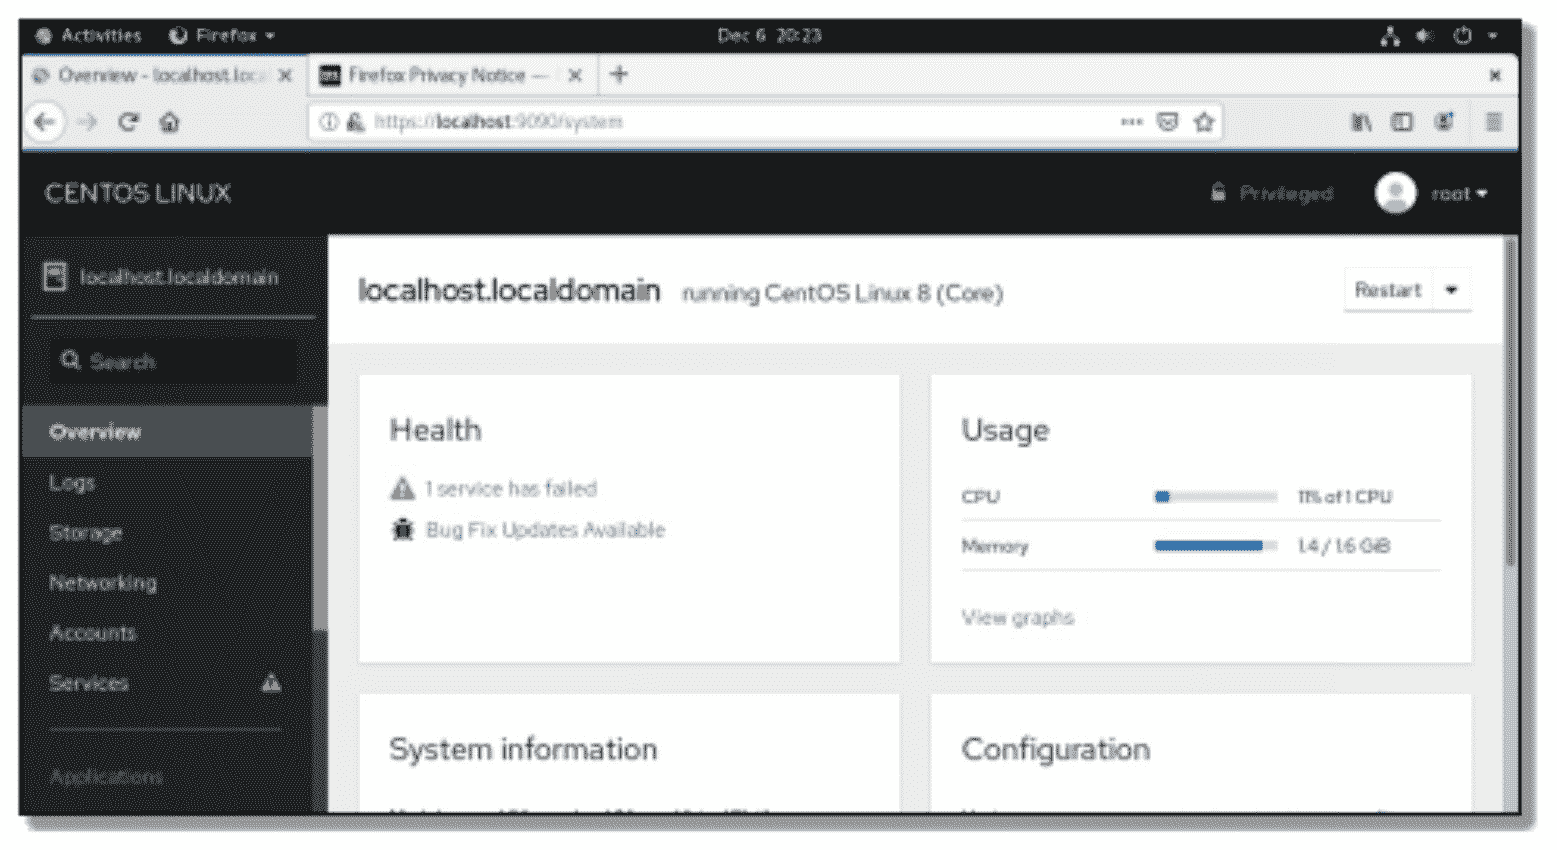 Activities Firefox Dec 6 20:23
Overview - localhost.loc Firefox Privacy Notice —
https://localhost:9090/system
CENTOS LINUX Privileged root
localhost.localdomain
Search
Overview
Logs
Storage
Networking
Accounts
Services
Applications
localhost.localdomain running CentOS Linux 8 (Core) Restart
Health
1 service has failed
Bug Fix Updates Available
Usage
CPU 11% of 1 CPU
Memory 1.4 / 1.6 GiB
View graphs
System information
Configuration